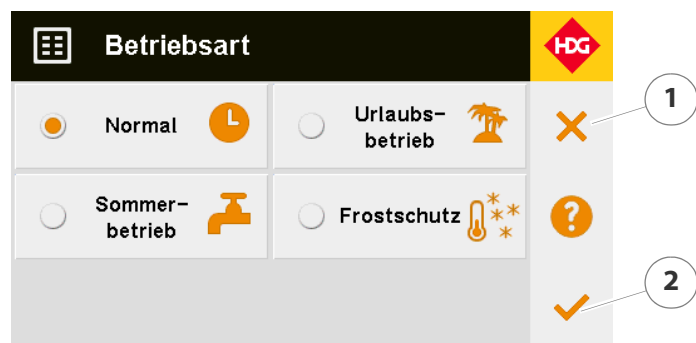 Betriebsart
HDG
1
Normal
Urlaubs-
betrieb
Sommer-
betrieb
Frostschutz
?
2